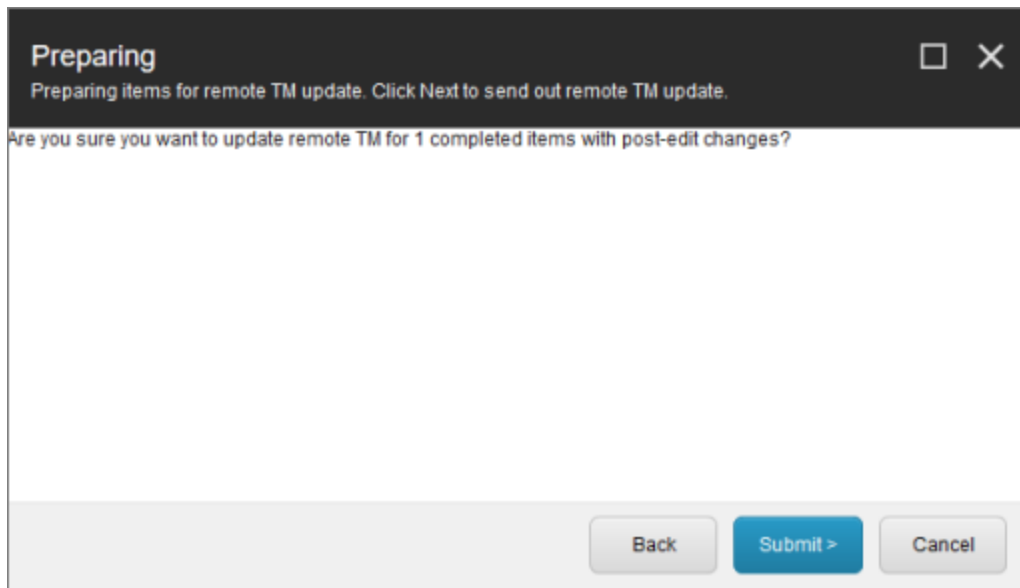 Preparing
Preparing items for remote TM update. Click Next to send out remote TM update.
Are you sure you want to update remote TM for 1 completed items with post-edit changes?
Back
Submit >
Cancel